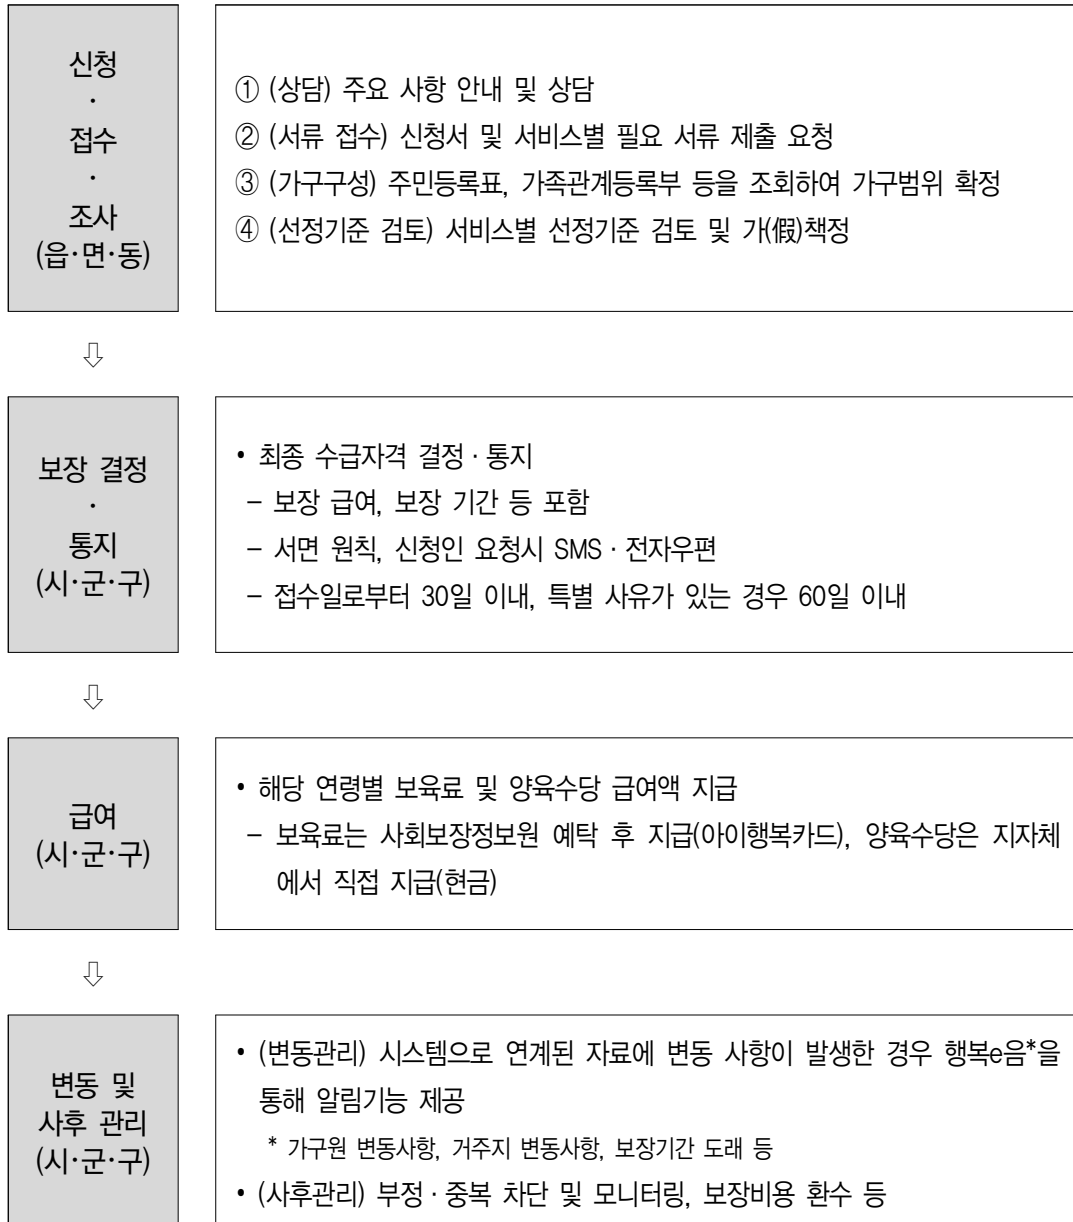 신청
·
접수
·
조사
(읍·면·동)
① (상담) 주요 사항 안내 및 상담
② (서류 접수) 신청서 및 서비스별 필요 서류 제출 요청
③ (가구구성) 주민등록표, 가족관계등록부 등을 조회하여 가구범위 확정
④ (선정기준 검토) 서비스별 선정기준 검토 및 가(假)책정
⇩
보장 결정
·
통지
(시·군·구)
• 최종 수급자격 결정·통지
– 보장 급여, 보장 기간 등 포함
– 서면 원칙, 신청인 요청시 SMS·전자우편
– 접수일로부터 30일 이내, 특별 사유가 있는 경우 60일 이내
⇩
급여
(시·군·구)
• 해당 연령별 보육료 및 양육수당 급여액 지급
– 보육료는 사회보장정보원 예탁 후 지급(아이행복카드), 양육수당은 지자체
에서 직접 지급(현금)
⇩
변동 및
사후 관리
(시·군·구)
• (변동관리) 시스템으로 연계된 자료에 변동 사항이 발생한 경우 행복e음*을
통해 알림기능 제공
* 가구원 변동사항, 거주지 변동사항, 보장기간 도래 등
• (사후관리) 부정·중복 차단 및 모니터링, 보장비용 환수 등